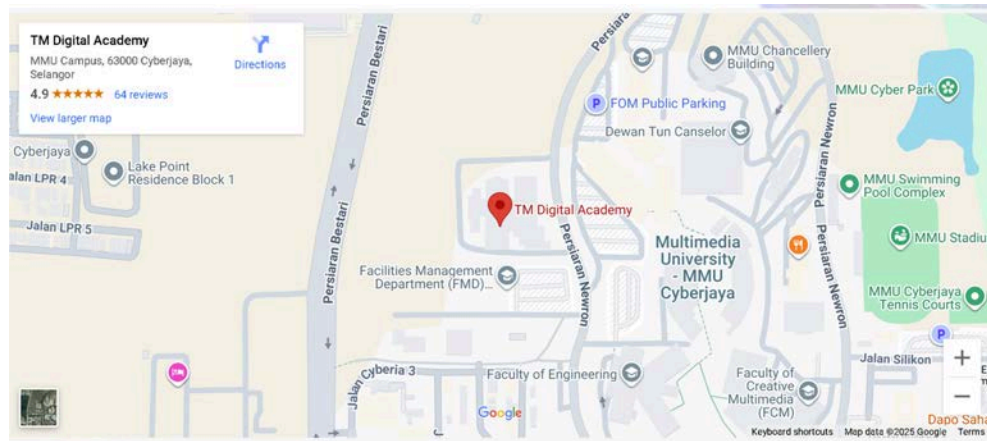 TM Digital Academy
MMU Campus, 63000 Cyberjaya,
Selangor
4.9
64 reviews
View larger map
Directions
Cyberjaya
Lake Point
Residence Block 1
alan LPR 4
Jalan LPR 5
Persiaran Bestari
Persiaran Bestari
Persiaran Bestari
Persiara
MMU Chancellery
Building
P
FOM Public Parking
Dewan Tun Canselor
MMU Cyber Park
Persiaran Newron
MMU Swimming
Pool Complex
MMU Stadiu
TM Digital Academy
Persiaran Newron
Multimedia
University
- MMU
Cyberjaya
Persiaran Newron
Facilities Management
Department (FMD)...
MMU Cyberjaya
Tennis Courts
P
Jalan Silikon
Jalan Cyberia 3
Faculty of Engineering
Faculty of
Creative
Multimedia
(FCM)
Google
Dapo Saha
Keyboard shortcuts
Map data ©2025 Google
Terms